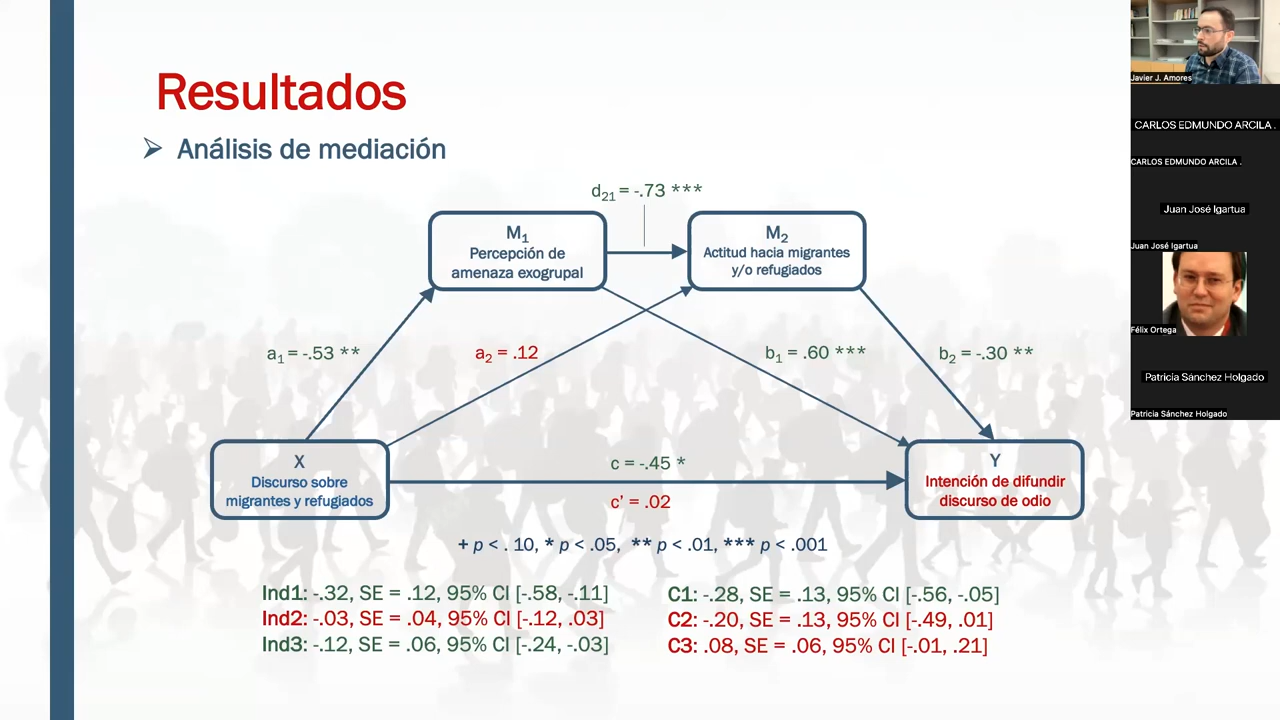 Resultados
Análisis de mediación
d21 = -.73 ***
M1
Percepción de
amenaza exogrupal
M2
Actitud hacia migrantes
y/o refugiados
a1 = -.53 **
a2 = .12
b1 = .60 ***
b2 = -.30 **
X
Discurso sobre
migrantes y refugiados
c = -.45 *
c' = .02
Y
Intención de difundir
discurso de odio
+ p < . 10, * p < .05, ** p < .01, *** p < .001
Ind1: -.32, SE = .12, 95% CI [-.58, -.11]
Ind2: -.03, SE = .04, 95% CI [-.12, .03]
Ind3: -.12, SE = .06, 95% CI [-.24, -.03]
C1: -.28, SE = .13, 95% CI [-.56, -.05]
C2: -.20, SE = .13, 95% CI [-.49, .01]
C3: .08, SE = .06, 95% CI [-.01, .21]
Javier J. Amores
CARLOS EDMUNDO ARCILA .
CARLOS EDMUNDO ARCILA .
Juan José Igartua
Juan José Igartua
Félix Ortega
Patricia Sánchez Holgado
Patricia Sánchez Holgado